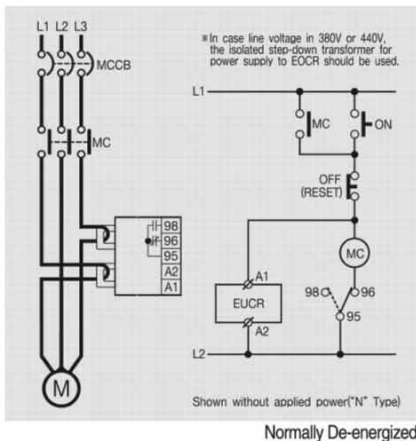 L1 L2 L3
MCCB
MC
98
96
95
A2
A1
M
※In case line voltage in 380V or 440V,
the isolated step-down transformer for
power supply to EOCR should be used.
L1
MC
ON
OFF
(RESET)
MC
A1
98
96
EUCR
95
A2
L2
Shown without applied power("N" Type)
Normally De-energized